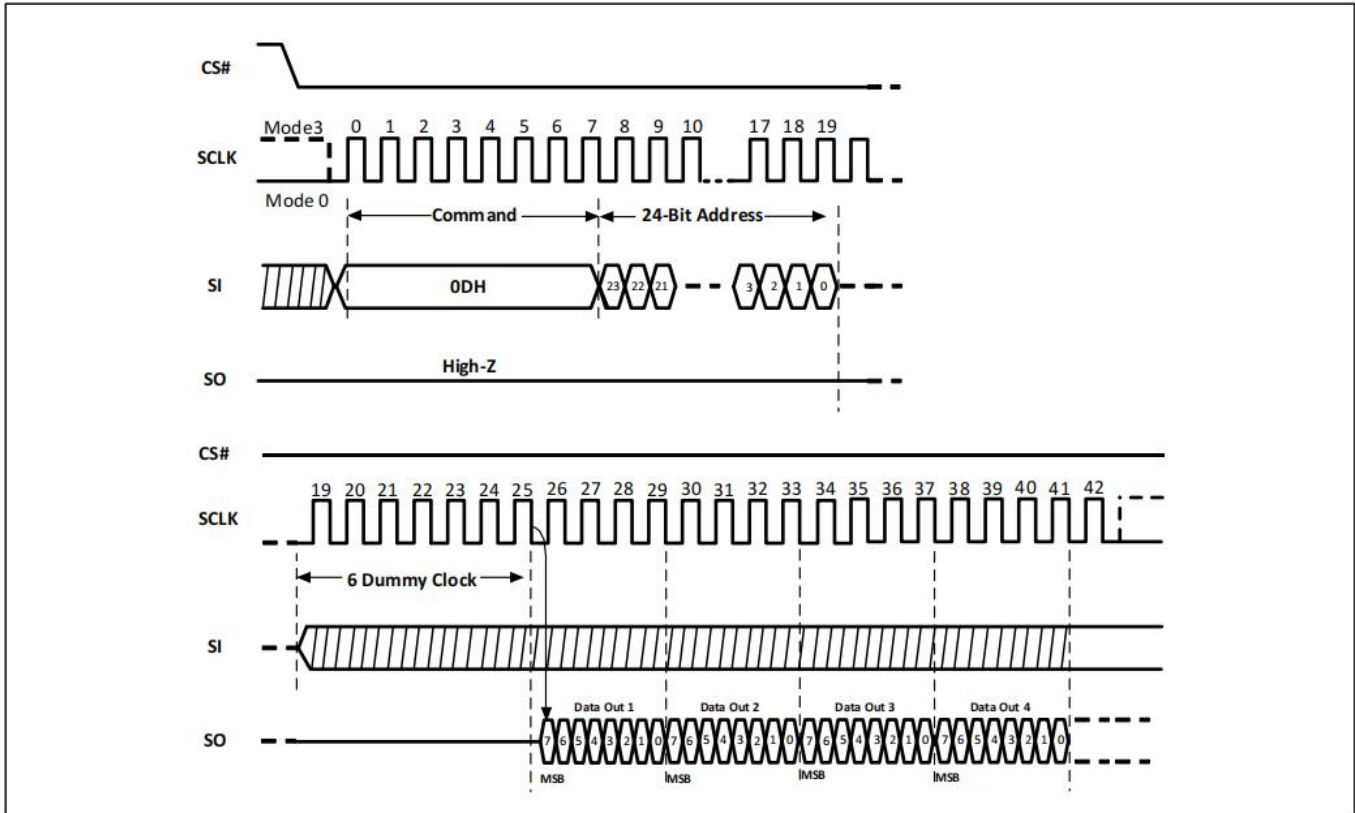 CS#
Mode3 0 1 2 3 4 5 6 7 8 9 10 17 18 19
SCLK
Mode 0
Command 24-Bit Address
SI 0DH 23 22 21 3 2 1 0
High-Z
SO
CS#
19 20 21 22 23 24 25 26 27 28 29 30 31 32 33 34 35 36 37 38 39 40 41 42
SCLK
6 Dummy Clock
SI
Data Out 1 Data Out 2 Data Out 3 Data Out 4
SO 7 6 5 4 3 2 1 0 7 6 5 4 3 2 1 0 7 6 5 4 3 2 1 0 7 6 5 4 3 2 1 0
MSB MSB MSB MSB